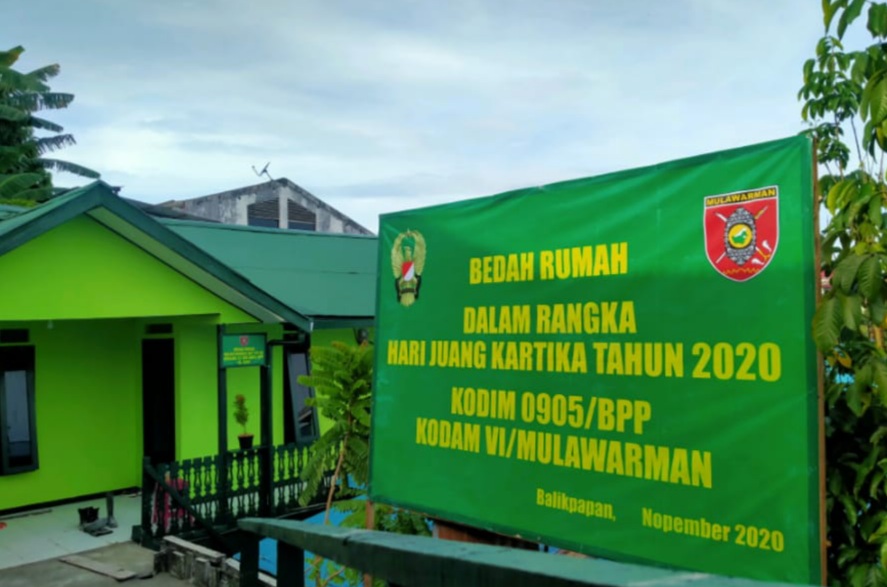 MULAWARMAN
BEDAH RUMAH
DALAM RANGKA
HARI JUANG KARTIKA TAHUN 2020
KODIM 0905/BPP
KODAM VI/MULAWARMAN
Balikpapan, Nopember 2020